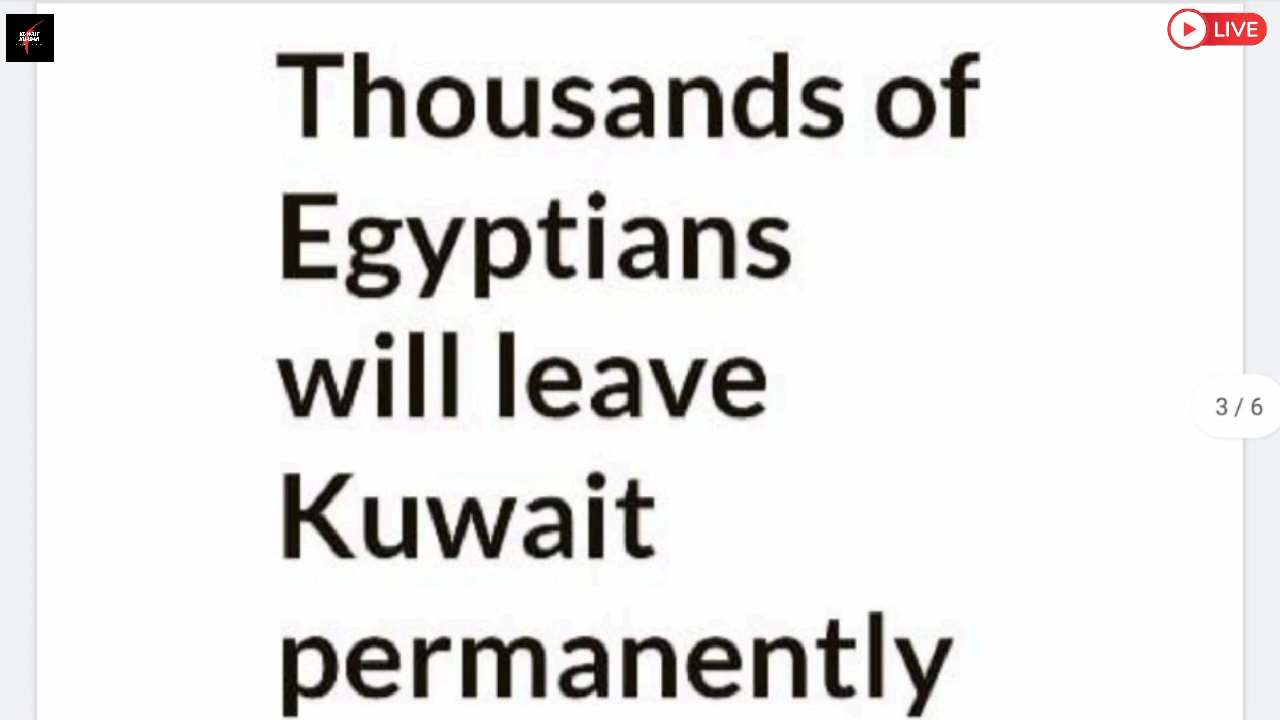 LIVE
Thousands of
Egyptians
will leave
Kuwait
permanently
3 / 6